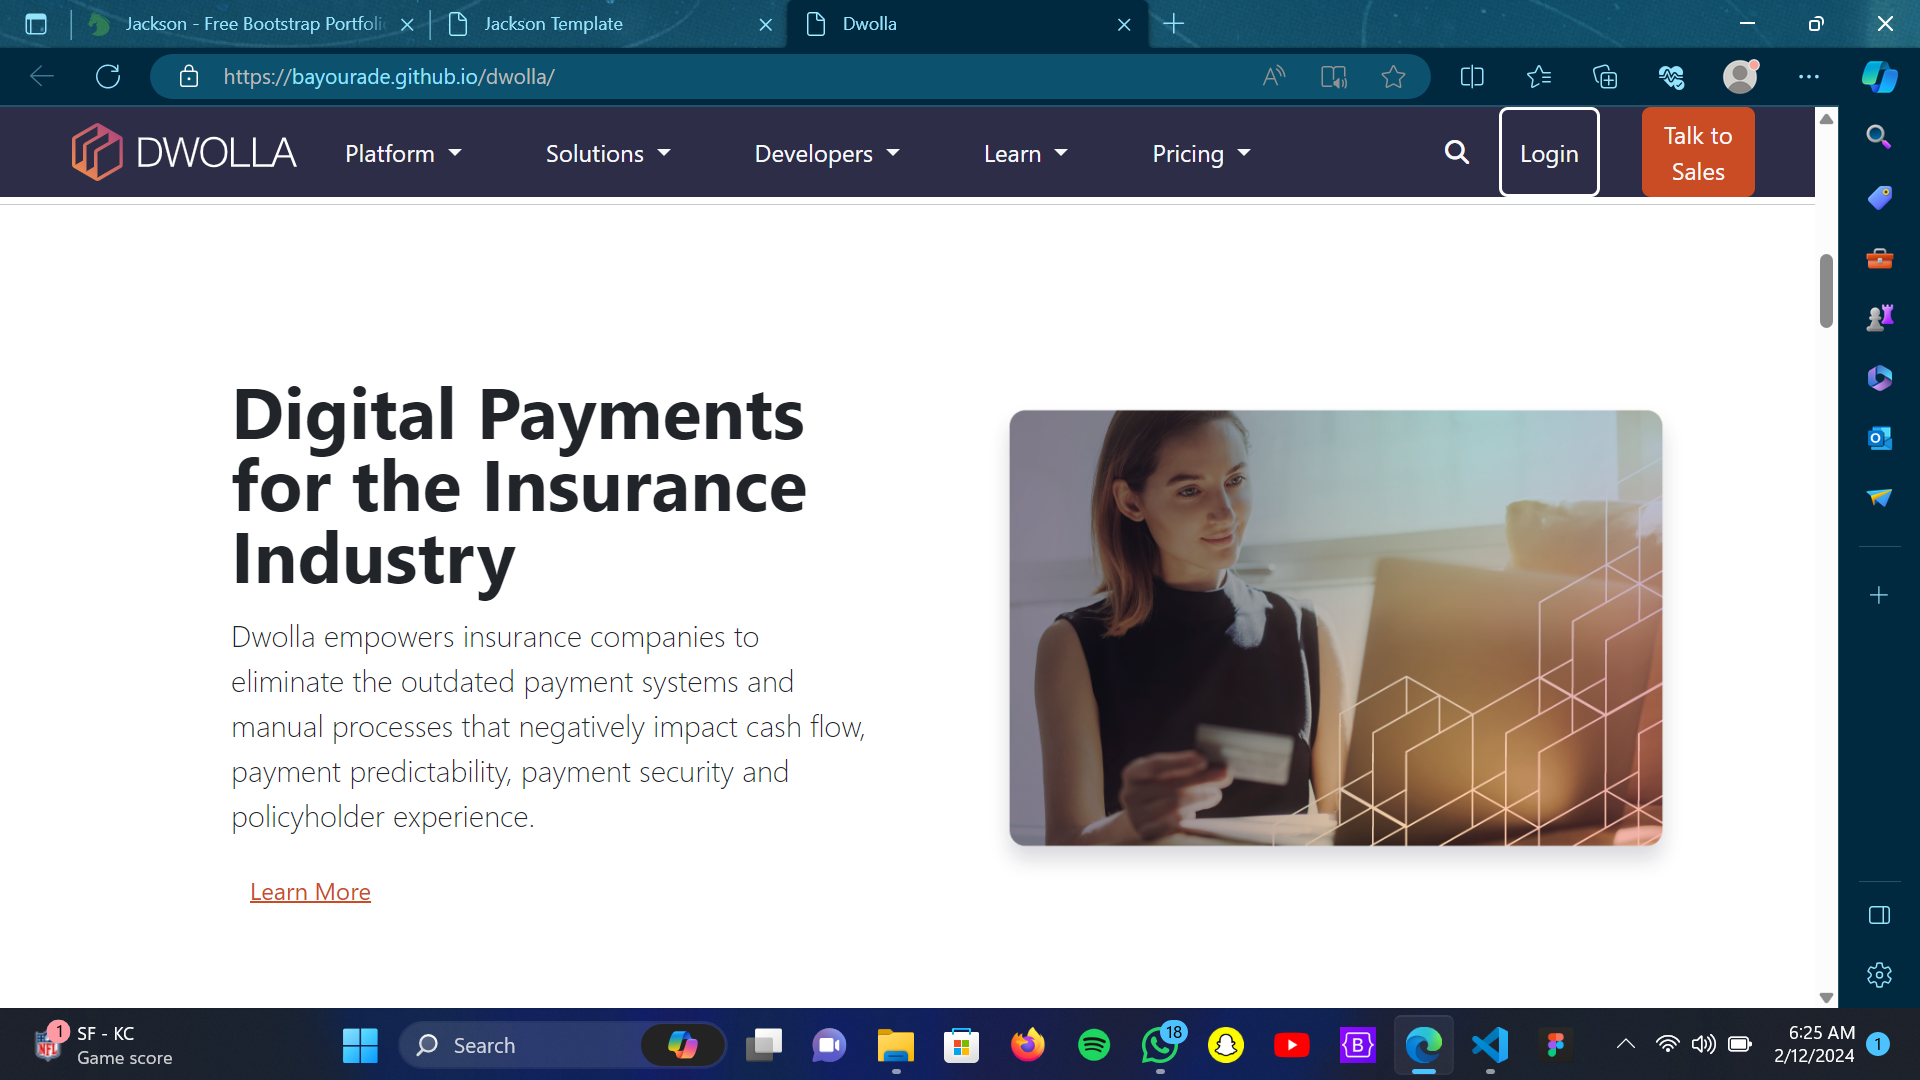 Jackson - Free Bootstrap Portfolio
Jackson Template
Dwolla
https://bayourade.github.io/dwolla/
DWOLLA
Platform
Solutions
Developers
Learn
Pricing
Login
Talk to
Sales
Digital Payments
for the Insurance
Industry
Dwolla empowers insurance companies to
eliminate the outdated payment systems and
manual processes that negatively impact cash flow,
payment predictability, payment security and
policyholder experience.
Learn More
1
NFL
SF - KC
Game score
Search
18
6:25 AM
2/12/2024
1